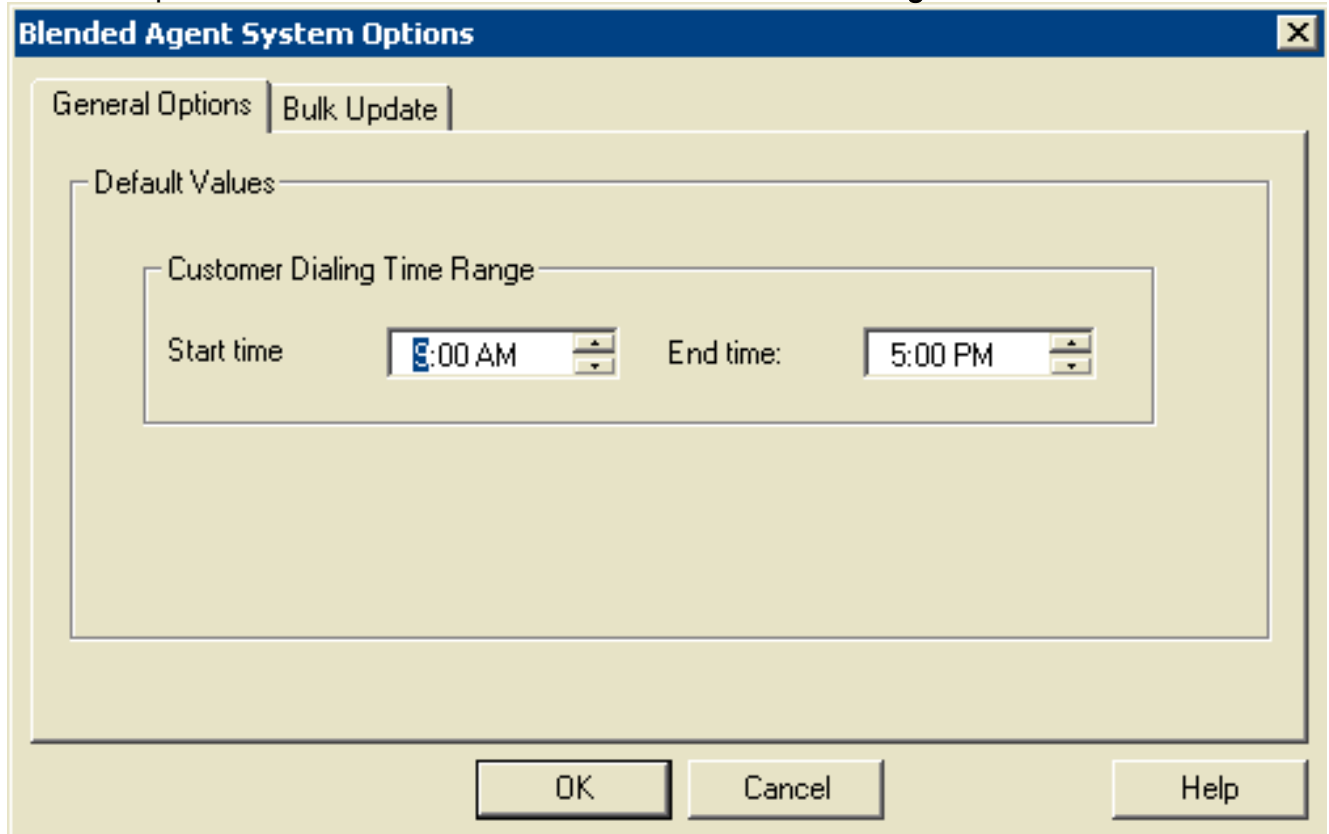 Blended Agent System Options
General Options Bulk Update
Default Values
Customer Dialing Time Range
Start time 9:00 AM End time: 5:00 PM
OK Cancel Help